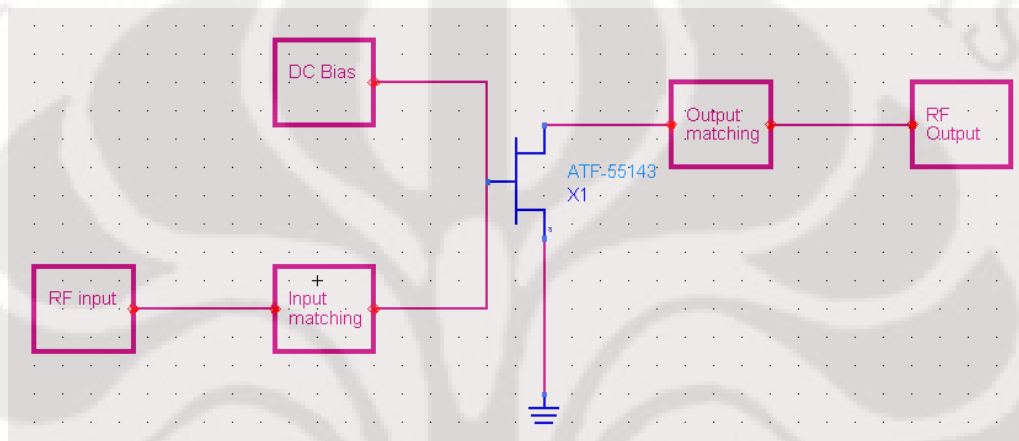 DC Bias
Output
matching
RF
Output
ATF-55143
X1
RF input
Input
matching